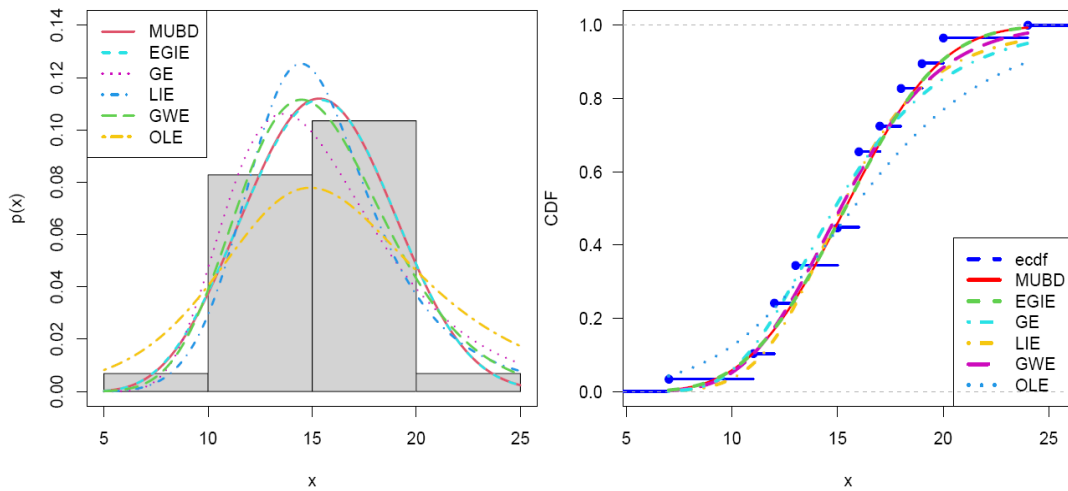 p(x)
0.14
0.12
0.10
0.08
0.06
0.04
0.02
0.00
MUBD
EGIE
GE
LIE
GWE
OLE
5 10 15 20 25
x
CDF
1.0
0.8
0.6
0.4
0.2
0.0
ecdf
MUBD
EGIE
GE
LIE
GWE
OLE
5 10 15 20 25
x